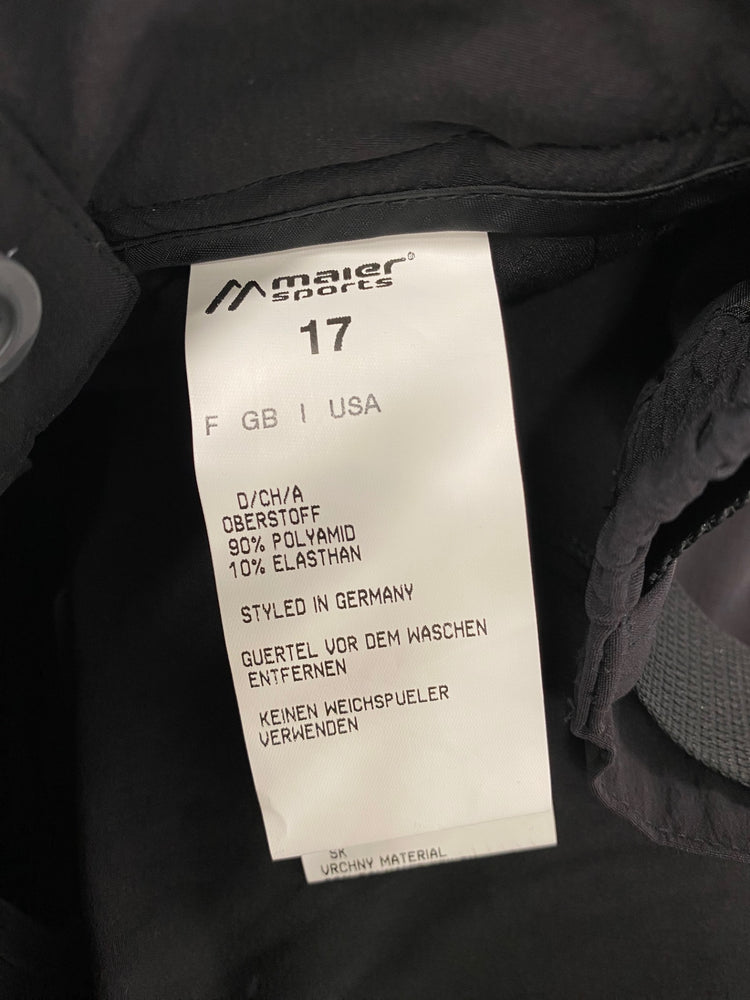 maier®
sports
17
F GB I USA
D/CH/A
OBERSTOFF
90% POLYAMID
10% ELASTHAN
STYLED IN GERMANY
GUERTEL VOR DEM WASCHEN
ENTFERNEN
KEINEN WEICHSPUELER
VERWENDEN
SK
VRCHNY MATERIAL